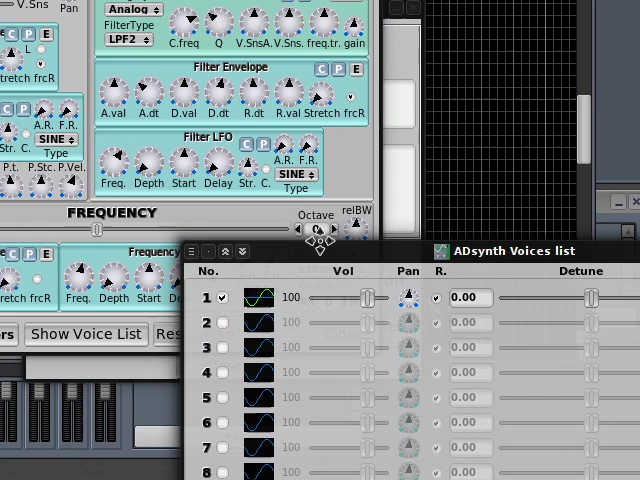 V.Sns Pan
Analog
FilterType
LPF2
C.freq Q V.SnsA. V.Sns. freq.tr. gain
e C P E
L
tretch frcR
Filter Envelope
C P E
A.val A.dt D.val D.dt R.dt R.val Stretch frcR
C P A.R. F.R.
Str. C. SINE
Type
Filter LFO
C P A.R. F.R.
SINE
Freq. Depth Start Delay Str. C. Type
P.t. P.Stc. P.Vel.
FREQUENCY
Octave relBW
0
e C P E
retch frcR
Frequency
Freq. Depth Start De
ers Show Voice List Res
ADsynth Voices list
No. Vol Pan R. Detune
1 100 0.00
2 100 0.00
3 100 0.00
4 100 0.00
5 100 0.00
6 100 0.00
7 100 0.00
8 100 0.00